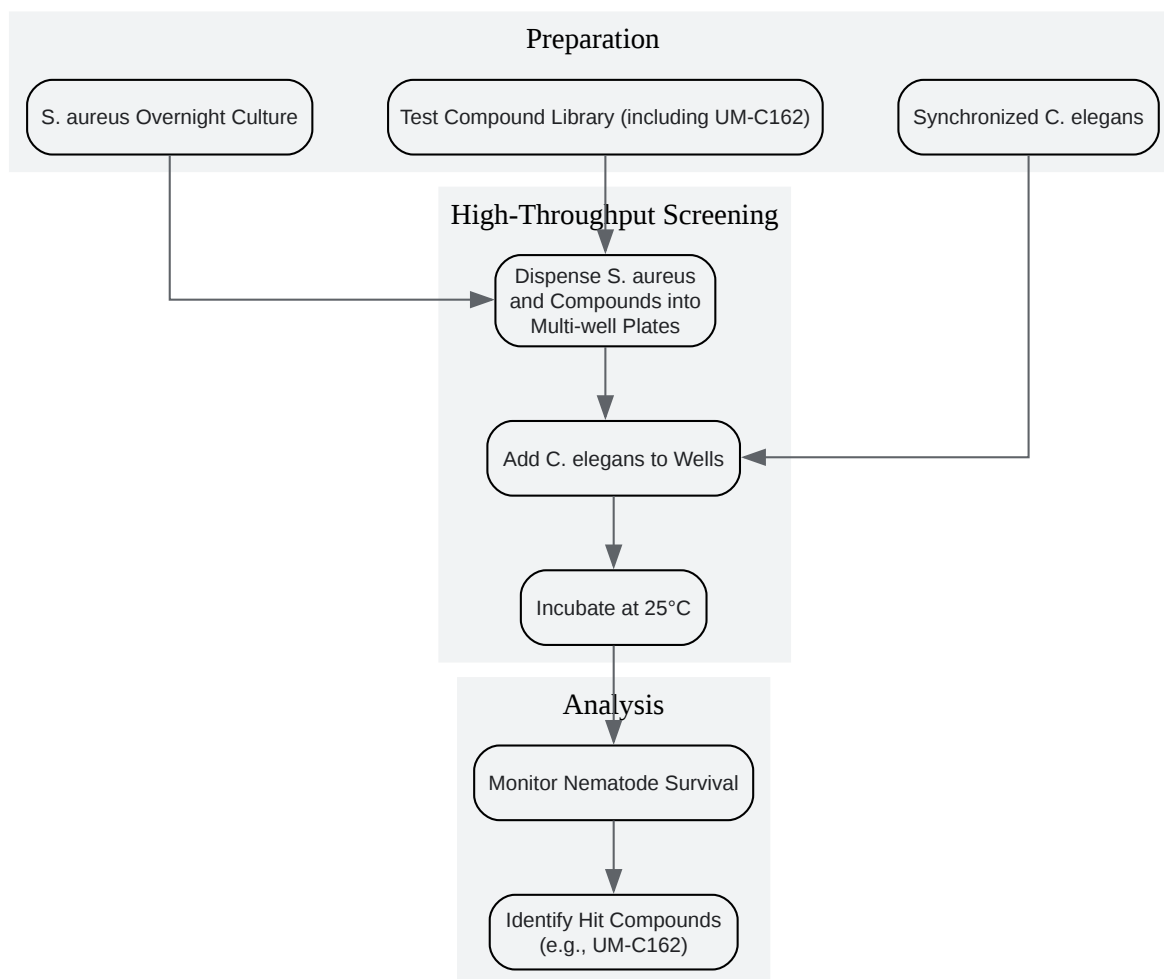 Preparation
S. aureus Overnight Culture
Test Compound Library (including UM-C162)
Synchronized C. elegans
High-Throughput Screening
Dispense S. aureus
and Compounds into
Multi-well Plates
Add C. elegans to Wells
Incubate at 25°C
Analysis
Monitor Nematode Survival
Identify Hit Compounds
(e.g., UM-C162)